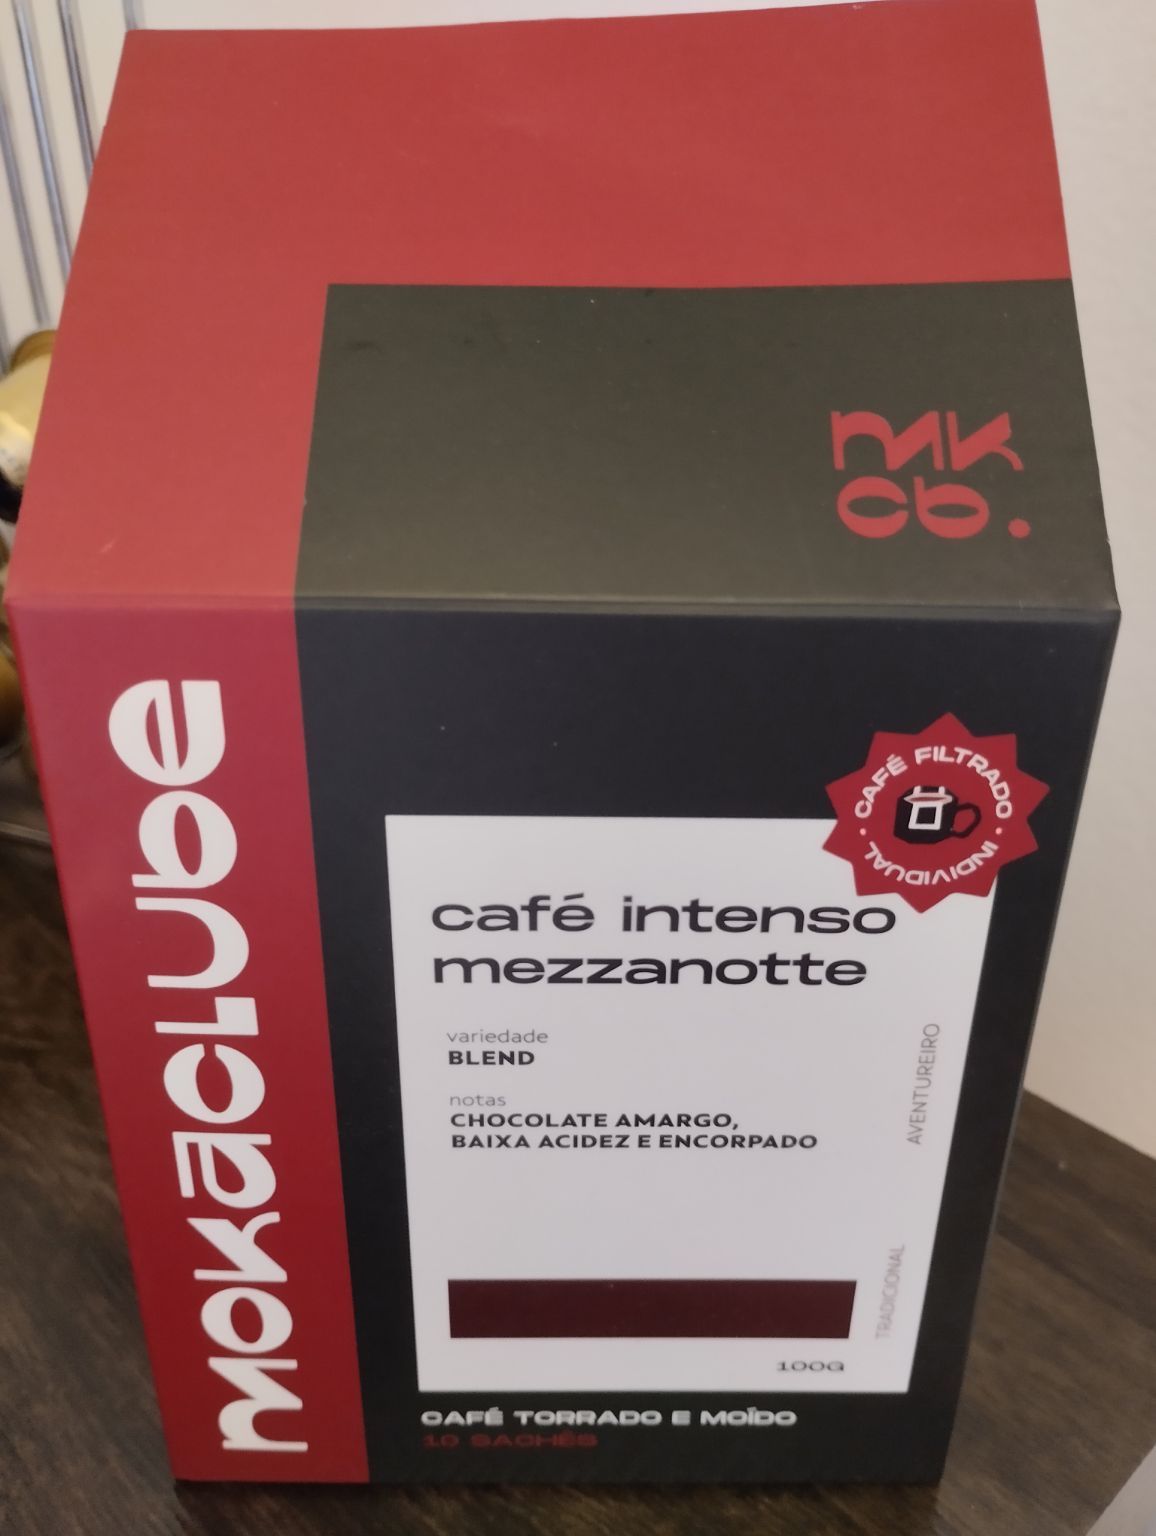 mk
cb.
mokāclube
CAFÉ FILTRADO
INDIVIDUAL
café intenso
mezzanotte
variedade
BLEND
notas
CHOCOLATE AMARGO,
BAIXA ACIDEZ E ENCORPADO
AVENTUREIRO
TRADICIONAL
100G
CAFÉ TORRADO E MOÍDO
10 SACHÊS